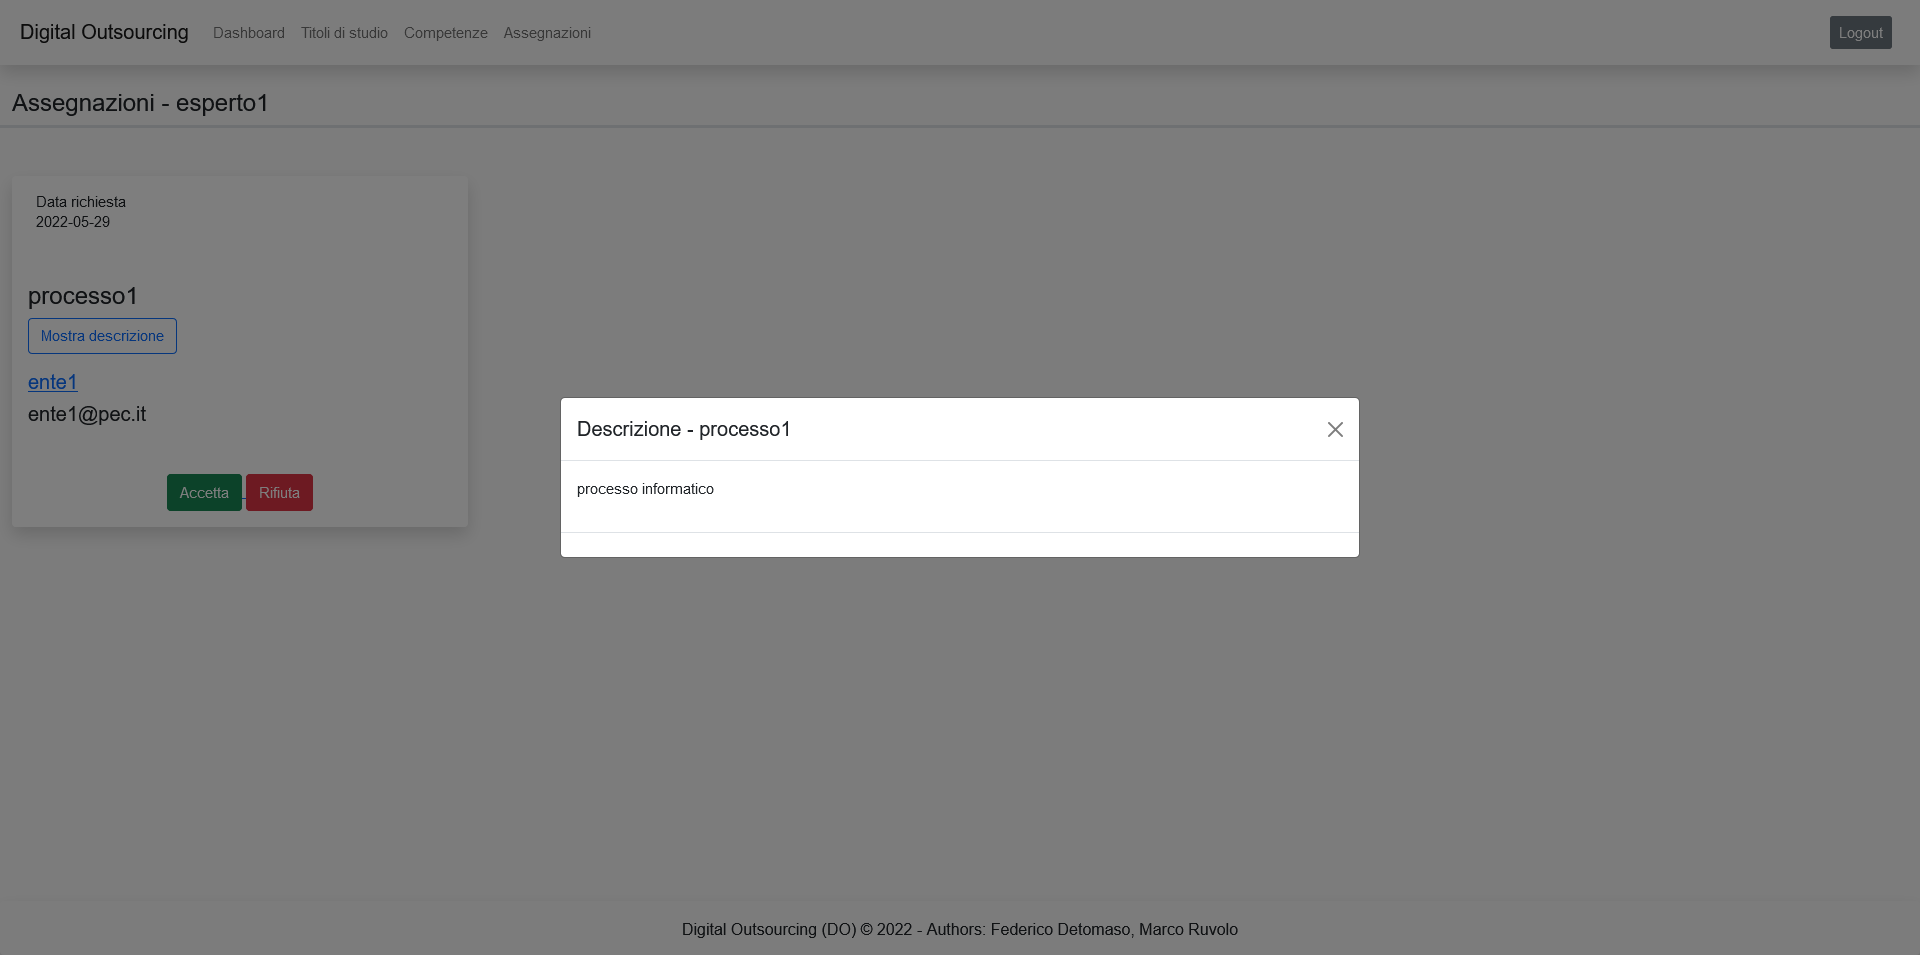 Digital Outsourcing Dashboard Titoli di studio Competenze Assegnazioni Logout
Assegnazioni - esperto1
Data richiesta
2022-05-29
processo1
Mostra descrizione
ente1
ente1@pec.it
Accetta Rifiuta
Descrizione - processo1
processo informatico
Digital Outsourcing (DO) © 2022 - Authors: Federico Detomaso, Marco Ruvolo